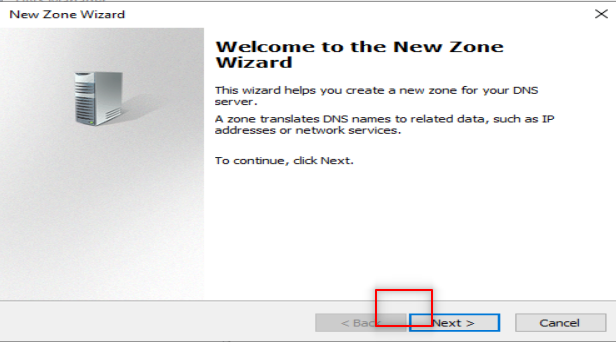 New Zone Wizard
Welcome to the New Zone
Wizard
This wizard helps you create a new zone for your DNS
server.
A zone translates DNS names to related data, such as IP
addresses or network services.
To continue, click Next.
< Back
Next >
Cancel